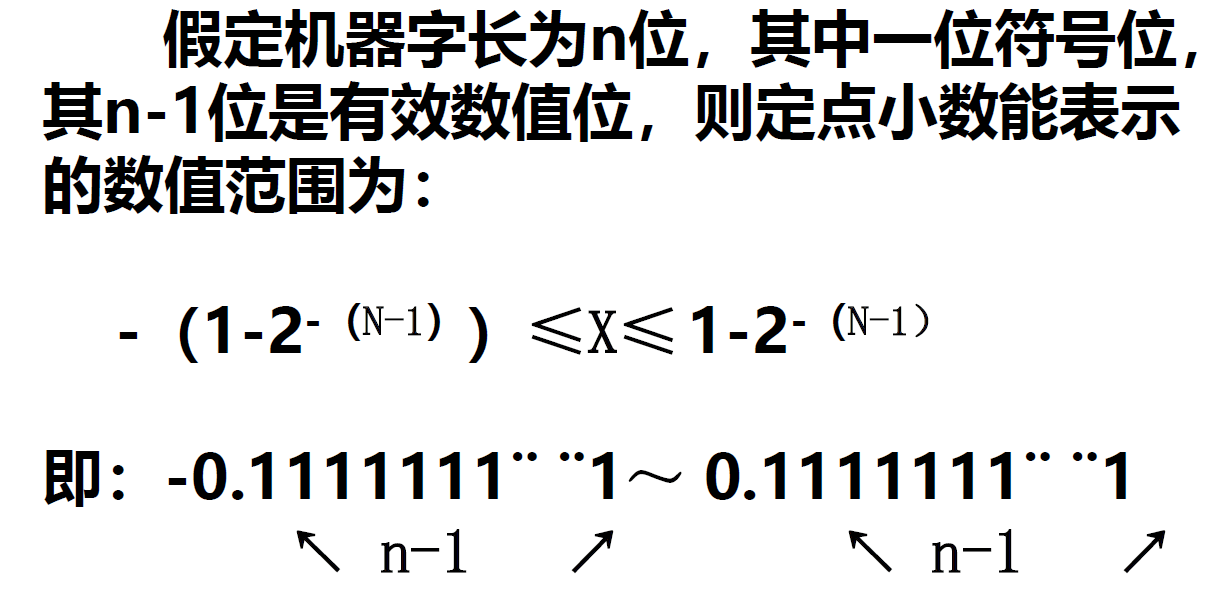 假定机器字长为n位，其中一位符号位，
其n-1位是有效数值位，则定点小数能表示
的数值范围为：
-（1-2-（N-1））≤X≤1-2-（N-1）
即：-0.1111111¨ ¨1～ 0.1111111¨ ¨1
↖ n-1 ↗ ↖ n-1 ↗